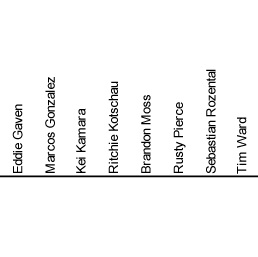 Eddie Gaven
Marcos Gonzalez
Kei Kamara
Ritchie Kotschau
Brandon Moss
Rusty Pierce
Sebastian Rozental
Tim Ward